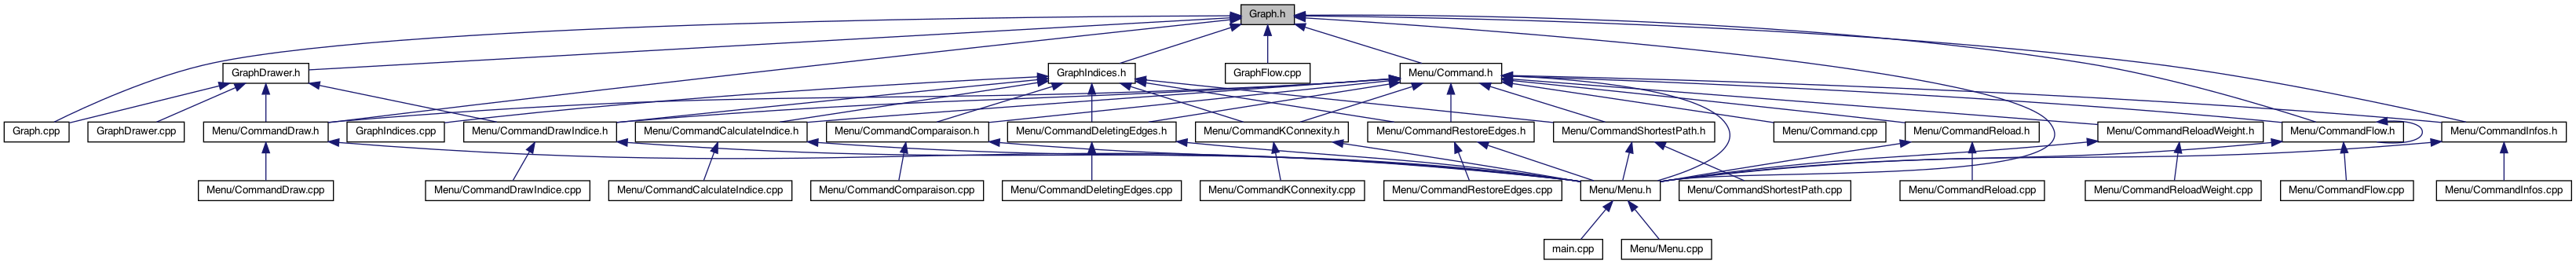 Graph.h
GraphDrawer.h
GraphIndices.h
GraphFlow.cpp
Menu/Command.h
Graph.cpp
GraphDrawer.cpp
Menu/CommandDraw.h
GraphIndices.cpp
Menu/CommandDrawIndice.h
Menu/CommandCalculateIndice.h
Menu/CommandComparaison.h
Menu/CommandDeletingEdges.h
Menu/CommandKConnexity.h
Menu/CommandRestoreEdges.h
Menu/CommandShortestPath.h
Menu/Command.cpp
Menu/CommandReload.h
Menu/CommandReloadWeight.h
Menu/CommandFlow.h
Menu/CommandInfos.h
Menu/CommandDraw.cpp
Menu/CommandDrawIndice.cpp
Menu/CommandCalculateIndice.cpp
Menu/CommandComparaison.cpp
Menu/CommandDeletingEdges.cpp
Menu/CommandKConnexity.cpp
Menu/CommandRestoreEdges.cpp
Menu/Menu.h
Menu/CommandShortestPath.cpp
Menu/CommandReload.cpp
Menu/CommandReloadWeight.cpp
Menu/CommandFlow.cpp
Menu/CommandInfos.cpp
main.cpp
Menu/Menu.cpp